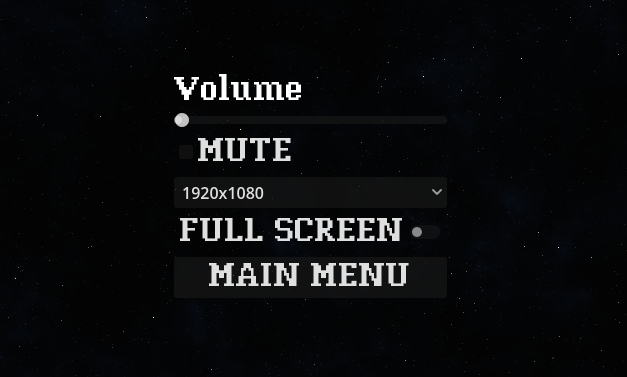 Volume
MUTE
1920x1080
FULL SCREEN
MAIN MENU